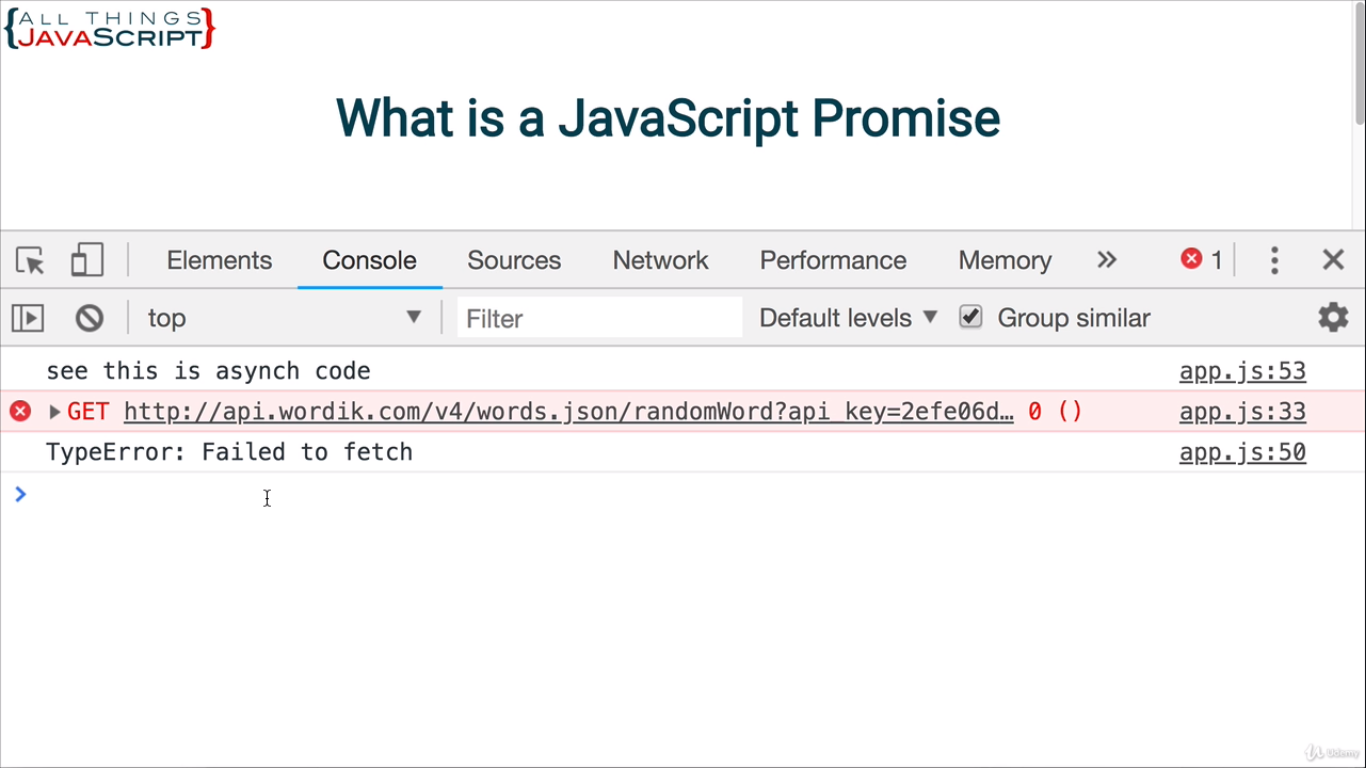 {ALL THINGS
JAVASCRIPT}
What is a JavaScript Promise
Elements Console Sources Network Performance Memory » 1
top Filter Default levels Group similar
see this is asynch code app.js:53
GET http://api.wordik.com/v4/words.json/randomWord?api_key=2efe06d… 0 () app.js:33
TypeError: Failed to fetch app.js:50
>
Udemy